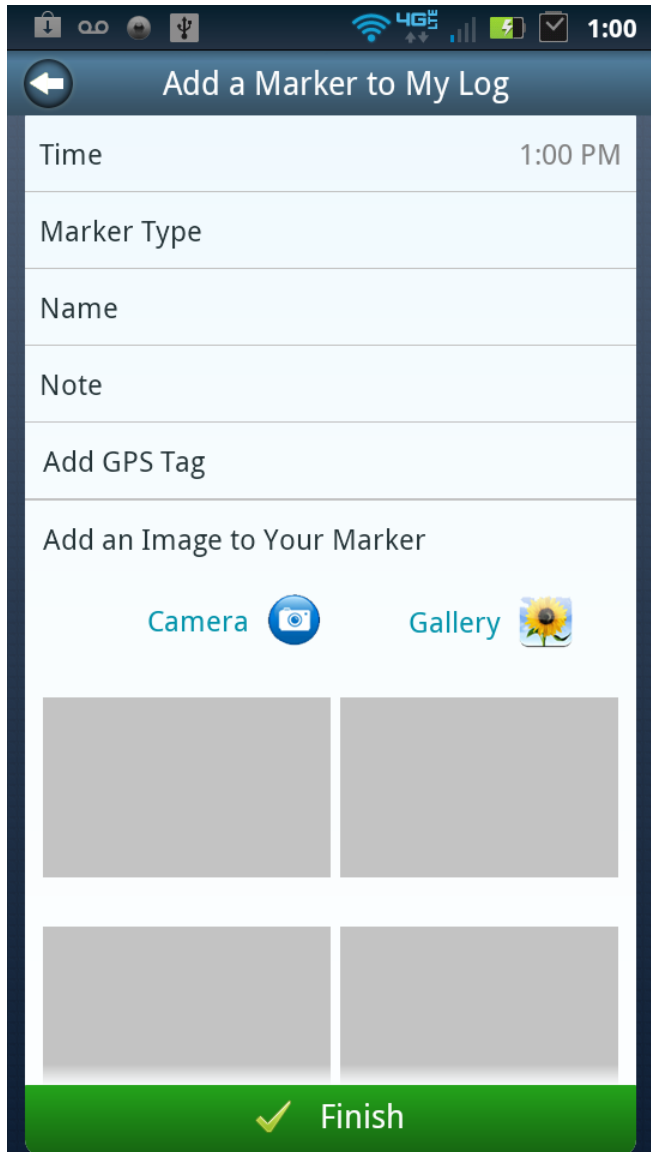 4G LTE 1:00
Add a Marker to My Log
Time 1:00 PM
Marker Type
Name
Note
Add GPS Tag
Add an Image to Your Marker
Camera Gallery
Finish